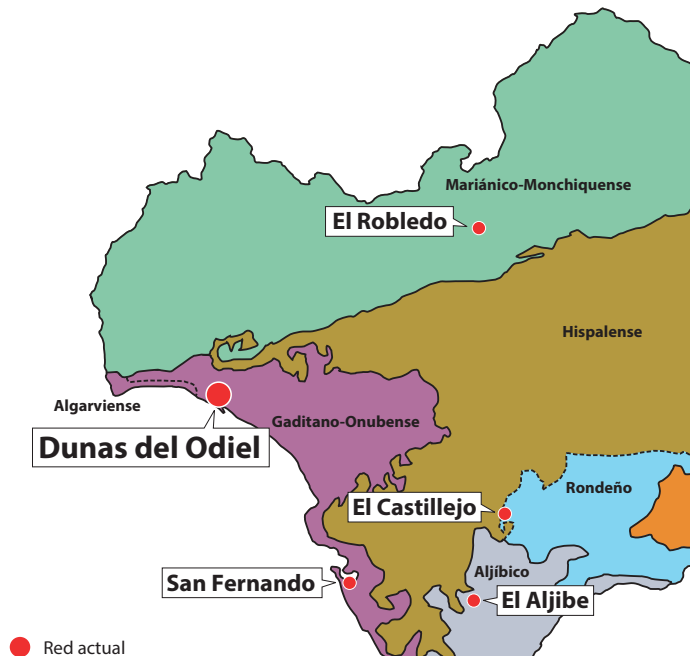 Mariánico-Monchiquense
El Robledo
Hispalense
Algarviense
Gaditano-Onubense
Dunas del Odiel
Rondeño
El Castillejo
Aljíbico
San Fernando
El Aljibe
Red actual